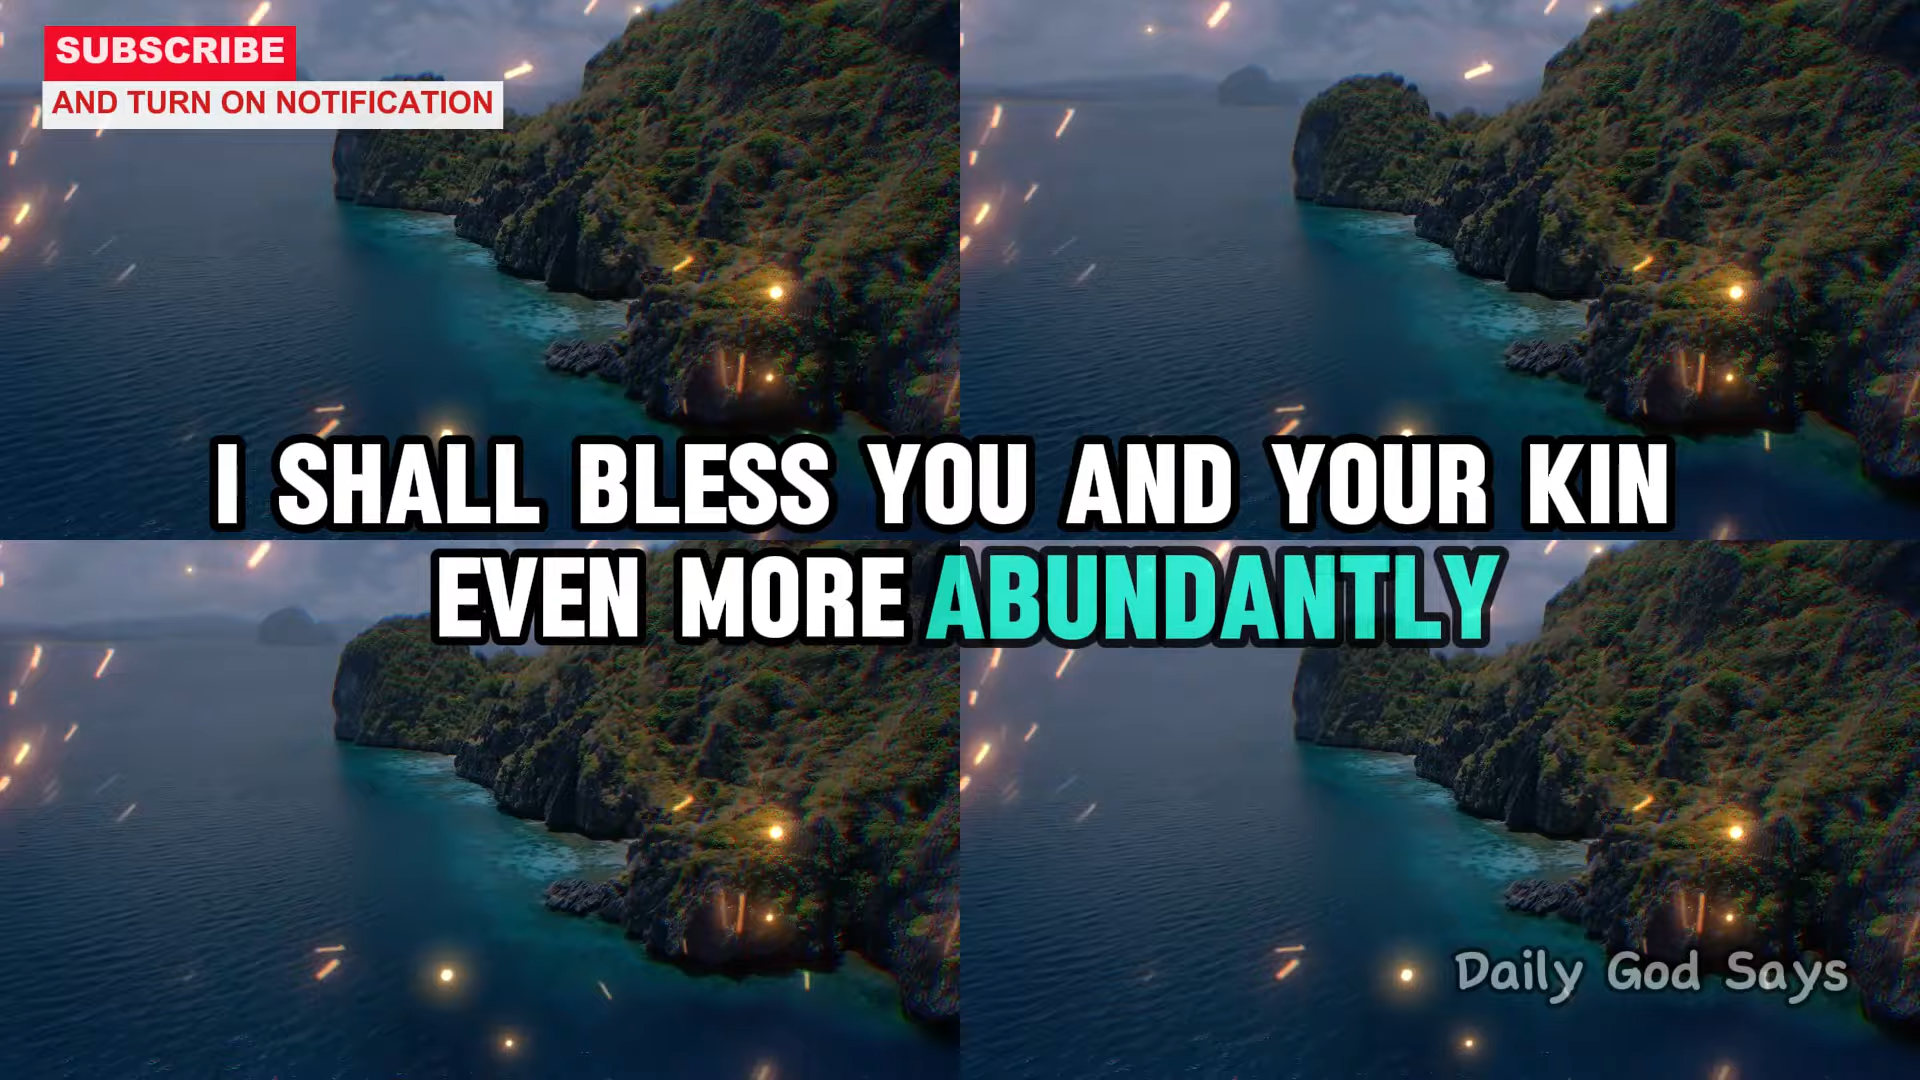 SUBSCRIBE
AND TURN ON NOTIFICATION
I SHALL BLESS YOU AND YOUR KIN
EVEN MORE ABUNDANTLY
Daily God Says